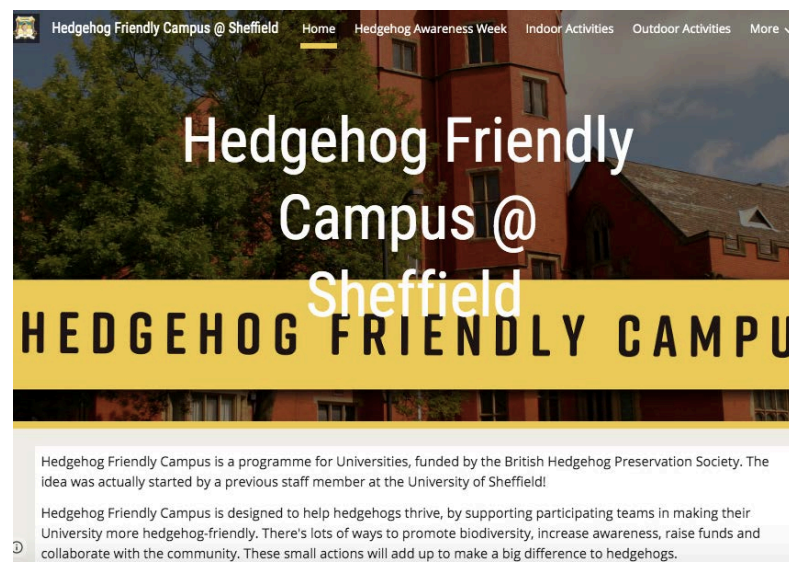 Hedgehog Friendly Campus @ Sheffield Home Hedgehog Awareness Week Indoor Activities Outdoor Activities More
Hedgehog Friendly
Campus @
Sheffield
HEDGEHOG FRIENDLY CAMPU
Hedgehog Friendly Campus is a programme for Universities, funded by the British Hedgehog Preservation Society. The
idea was actually started by a previous staff member at the University of Sheffield!
Hedgehog Friendly Campus is designed to help hedgehogs thrive, by supporting participating teams in making their
University more hedgehog-friendly. There's lots of ways to promote biodiversity, increase awareness, raise funds and
collaborate with the community. These small actions will add up to make a big difference to hedgehogs.